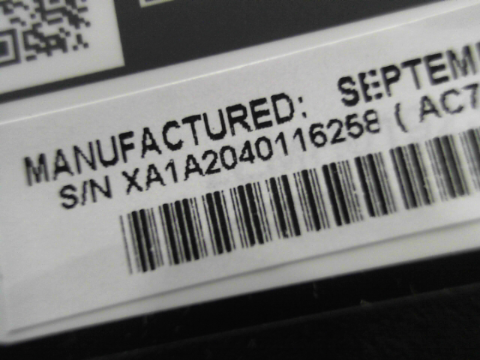 MANUFACTURED: SEPTEM
S/N XA1A2040116258 ( AC7